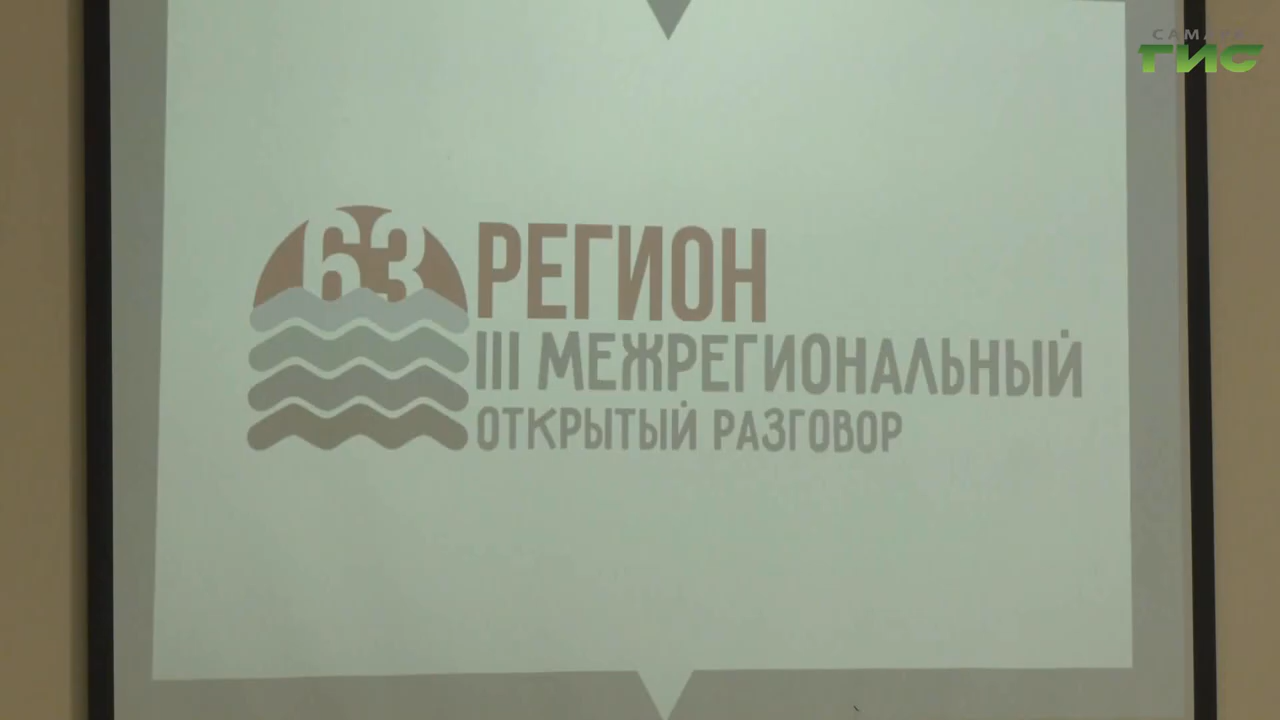 САМАРА
ГИС
63 РЕГИОН
III МЕЖРЕГИОНАЛЬНЫЙ
ОТКРЫТЫЙ РАЗГОВОР